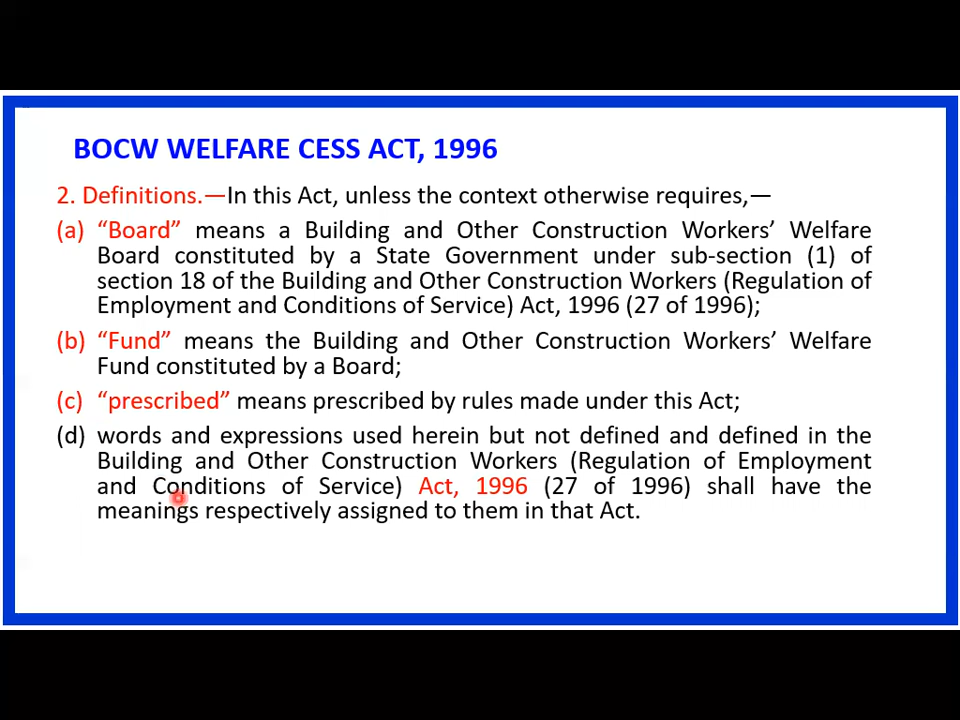 BOCW WELFARE CESS ACT, 1996
2. Definitions.—In this Act, unless the context otherwise requires,—
(a) “Board” means a Building and Other Construction Workers’ Welfare
Board constituted by a State Government under sub-section (1) of
section 18 of the Building and Other Construction Workers (Regulation of
Employment and Conditions of Service) Act, 1996 (27 of 1996);
(b) “Fund” means the Building and Other Construction Workers’ Welfare
Fund constituted by a Board;
(c) “prescribed” means prescribed by rules made under this Act;
(d) words and expressions used herein but not defined and defined in the
Building and Other Construction Workers (Regulation of Employment
and Conditions of Service) Act, 1996 (27 of 1996) shall have the
meanings respectively assigned to them in that Act.